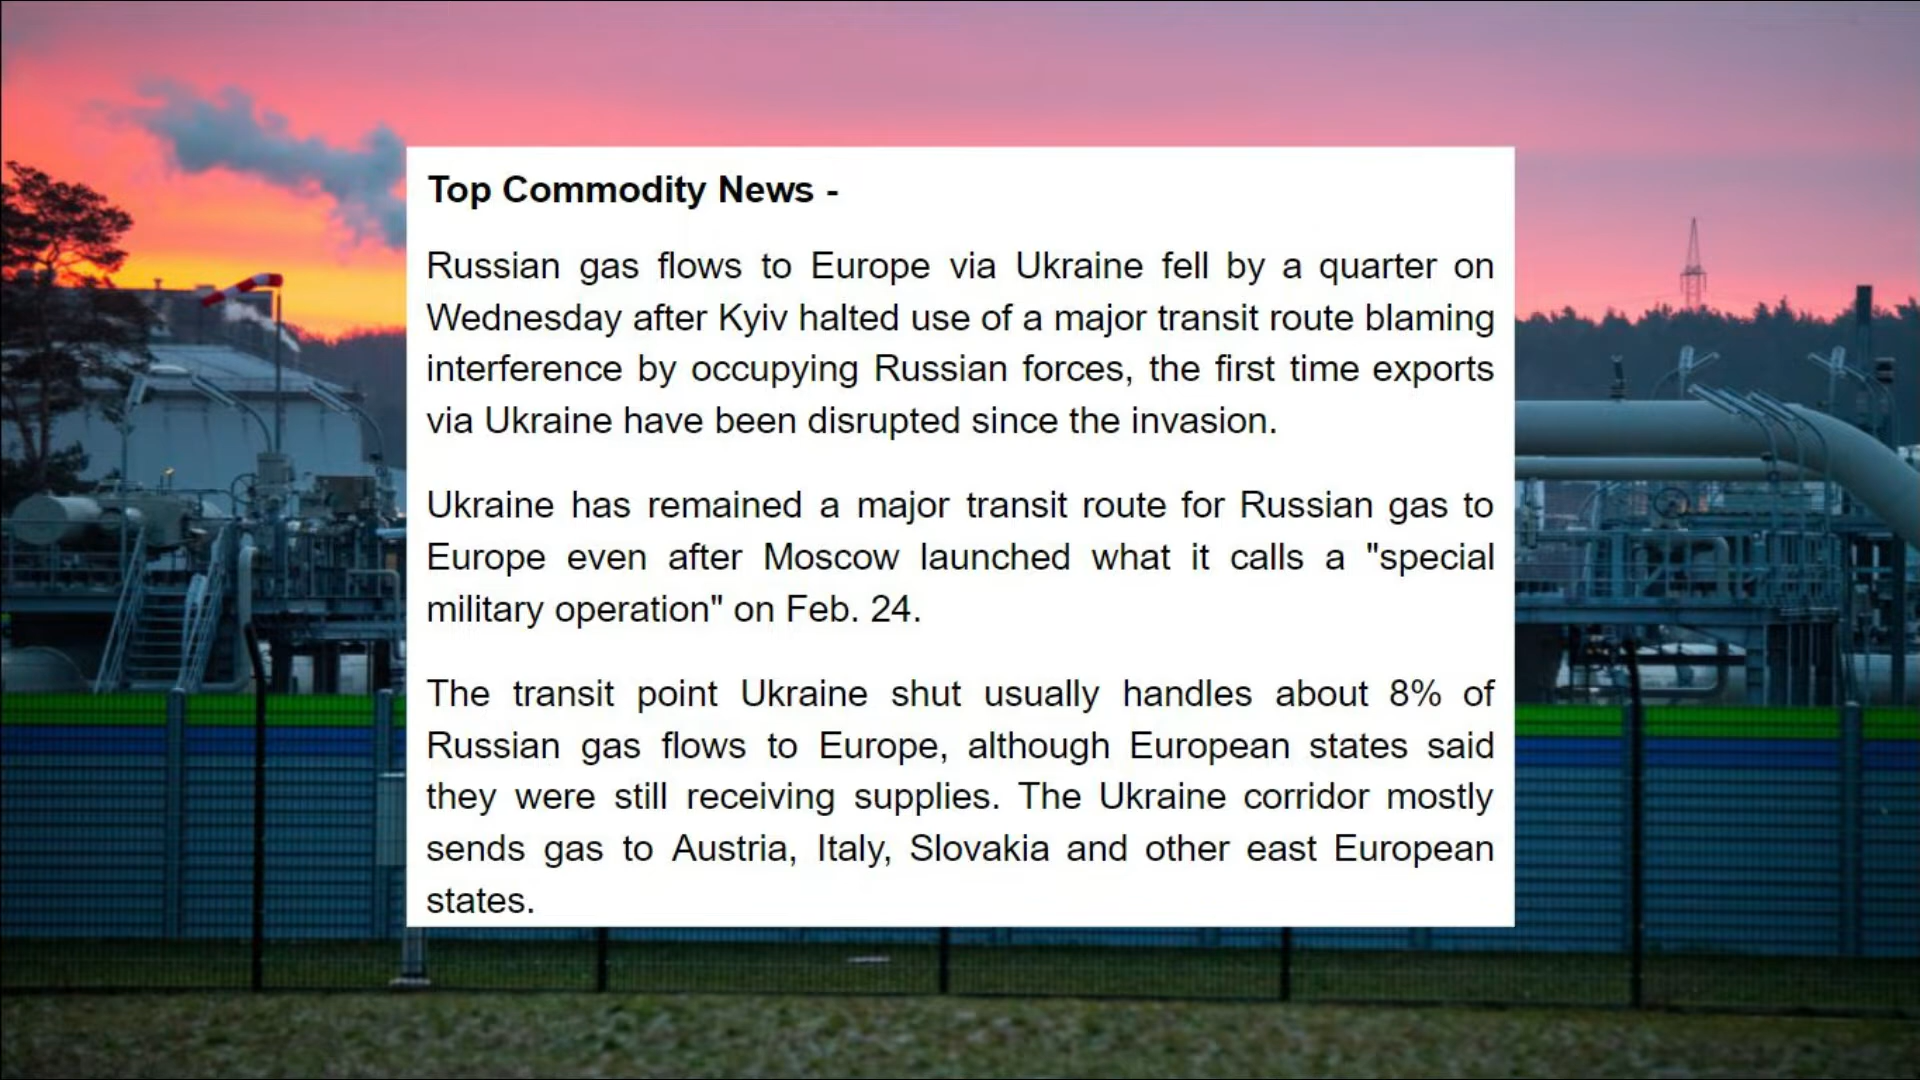 Top Commodity News -
Russian gas flows to Europe via Ukraine fell by a quarter on
Wednesday after Kyiv halted use of a major transit route blaming
interference by occupying Russian forces, the first time exports
via Ukraine have been disrupted since the invasion.
Ukraine has remained a major transit route for Russian gas to
Europe even after Moscow launched what it calls a "special
military operation" on Feb. 24.
The transit point Ukraine shut usually handles about 8% of
Russian gas flows to Europe, although European states said
they were still receiving supplies. The Ukraine corridor mostly
sends gas to Austria, Italy, Slovakia and other east European
states.